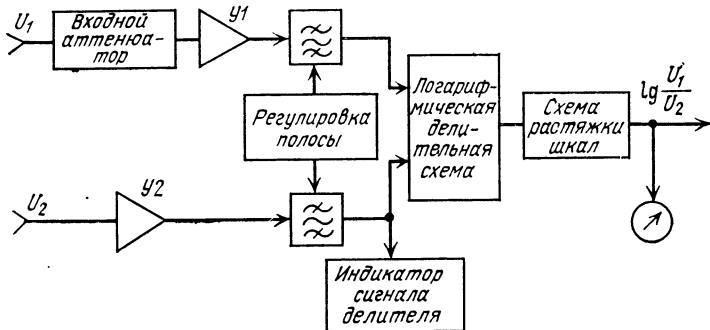 U₁
Входной
аттенюа-
тор
У1
Регулировка
полосы
U₂
У2
Логариф-
мическая
дели-
тельная
схема
Схема
растяжки
шкал
lg U₁/U₂
Индикатор
сигнала
делителя